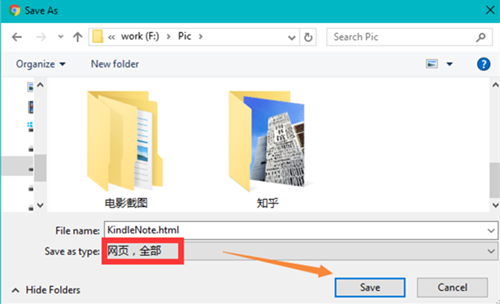 Save As
work (F:) › Pic ›
Search Pic
Organize
New folder
电影截图
知乎
File name: KindleNote.html
Save as type: 网页，全部
Hide Folders
Save
Cancel